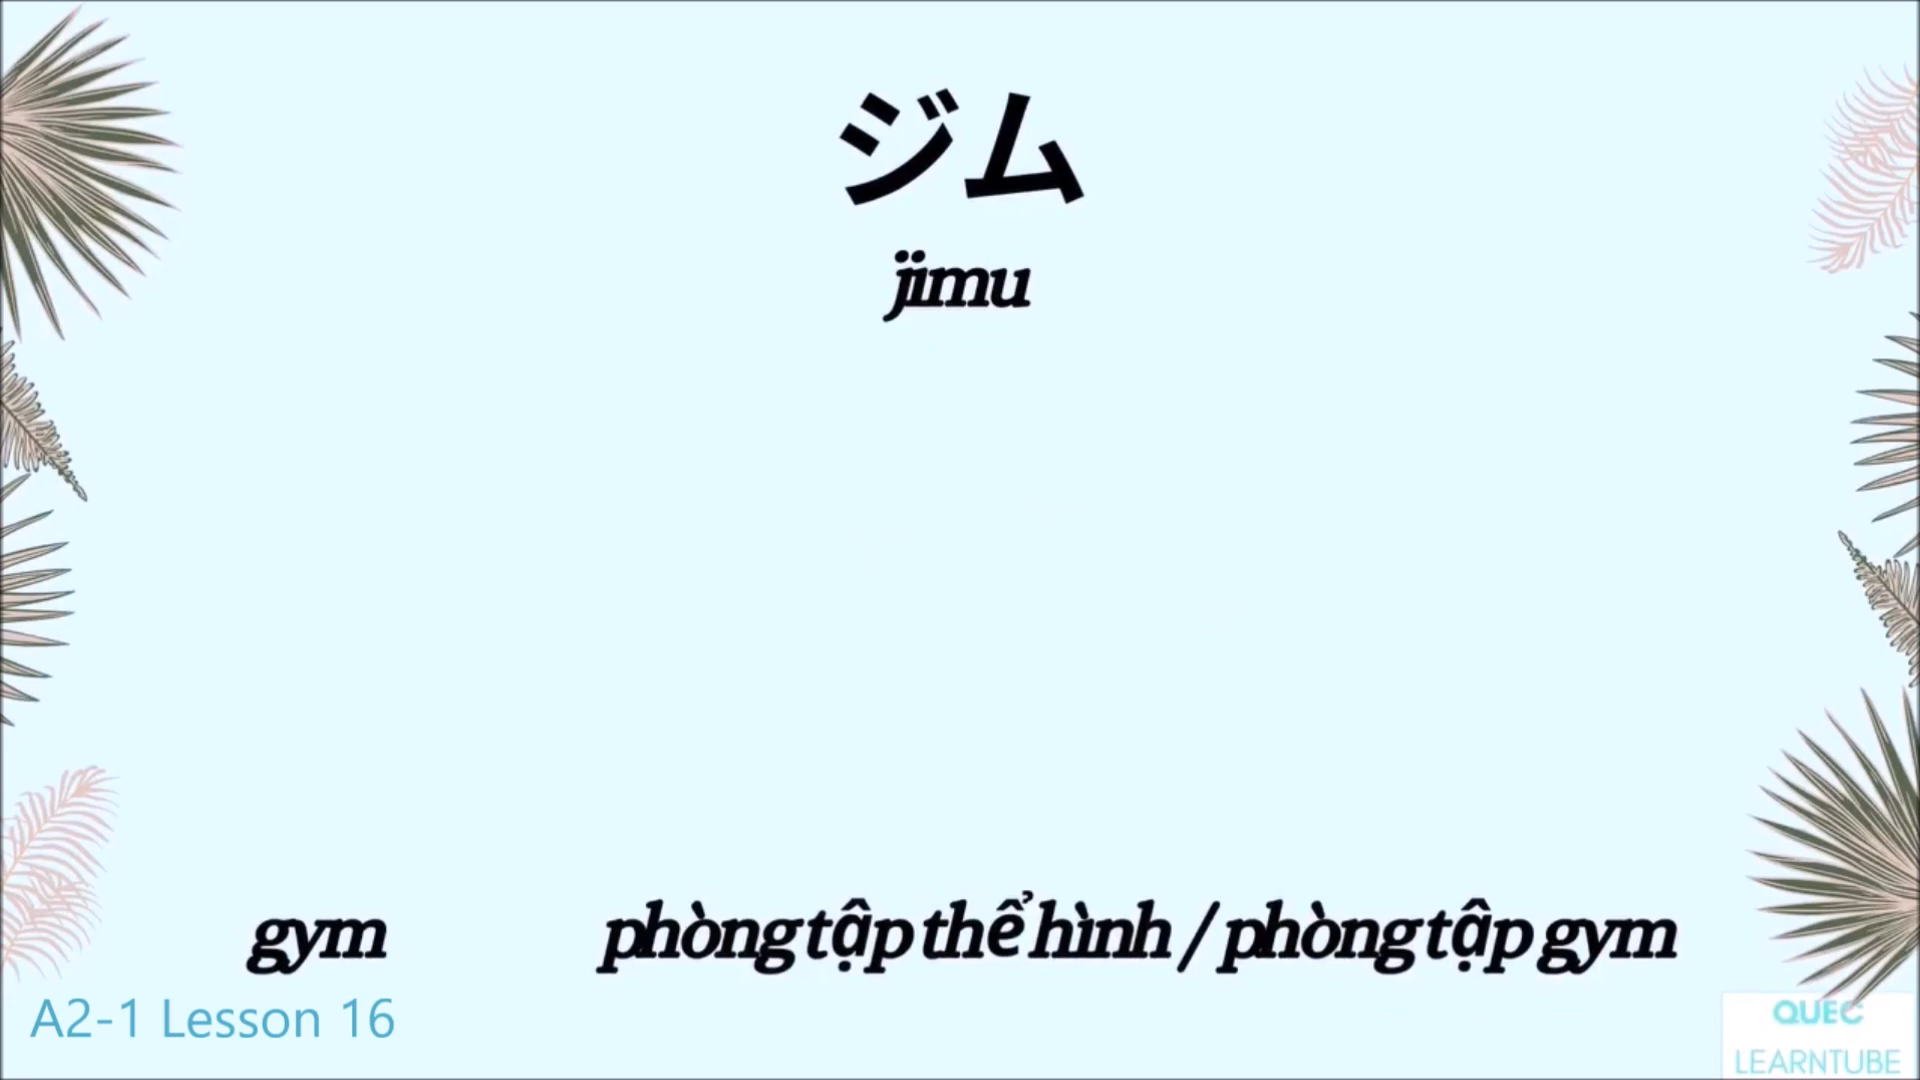 ジム
jimu
gym
phòng tập thể hình / phòng tập gym
A2-1 Lesson 16
QUEC
LEARNTUBE